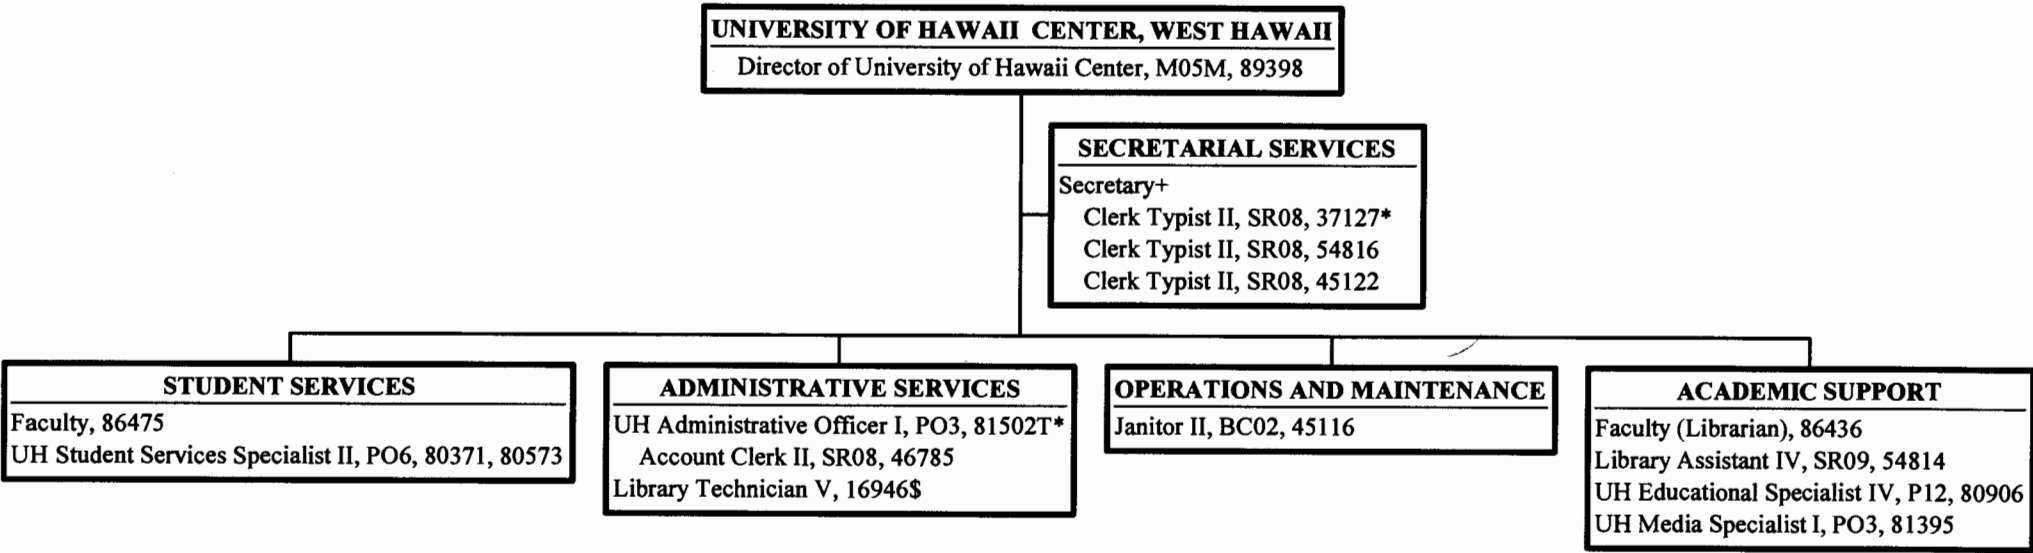 UNIVERSITY OF HAWAII CENTER, WEST HAWAII
Director of University of Hawaii Center, M05M, 89398
SECRETARIAL SERVICES
Secretary+
Clerk Typist II, SR08, 37127*
Clerk Typist II, SR08, 54816
Clerk Typist II, SR08, 45122
STUDENT SERVICES
Faculty, 86475
UH Student Services Specialist II, PO6, 80371, 80573
ADMINISTRATIVE SERVICES
UH Administrative Officer I, PO3, 81502T*
Account Clerk II, SR08, 46785
Library Technician V, 16946$
OPERATIONS AND MAINTENANCE
Janitor II, BC02, 45116
ACADEMIC SUPPORT
Faculty (Librarian), 86436
Library Assistant IV, SR09, 54814
UH Educational Specialist IV, P12, 80906
UH Media Specialist I, PO3, 81395